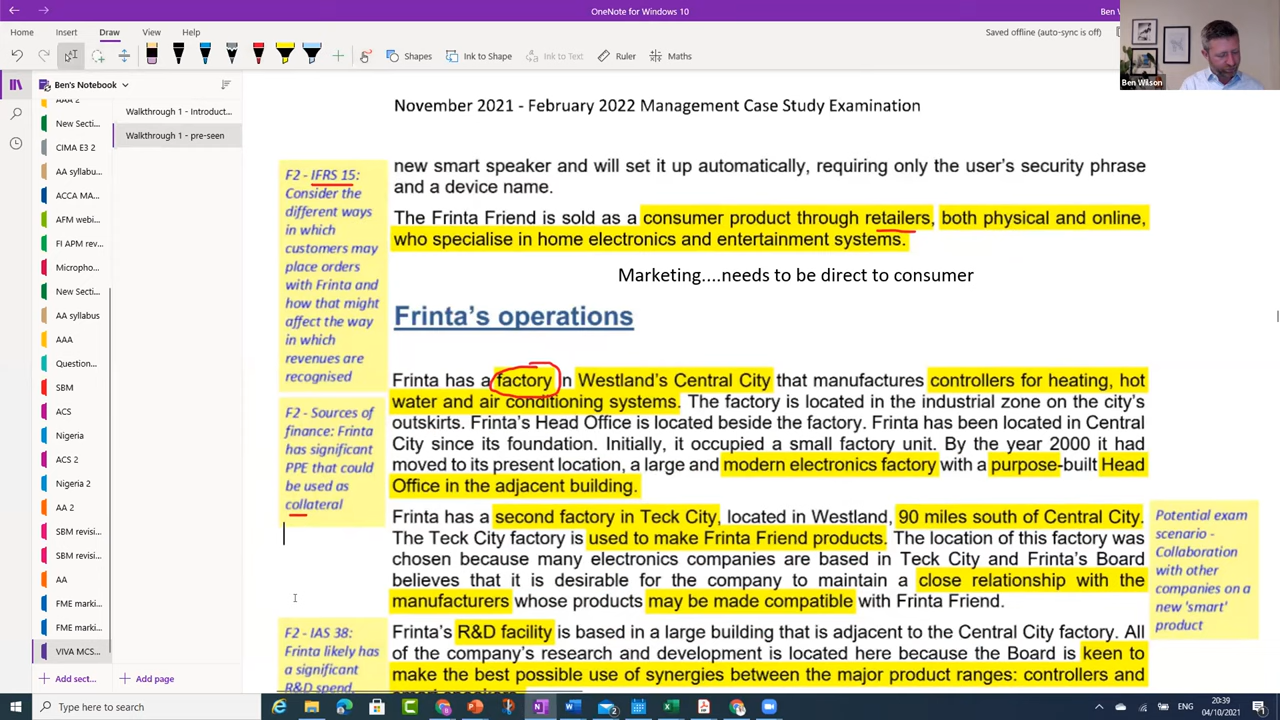 OneNote for Windows 10
Ben W
Home
Insert
Draw
View
Help
Saved offline (auto-sync is off)
Shapes
Ink to Shape
Ink to Text
Ruler
Maths
Ben Wilson
Ben's Notebook
AAA 2
New Secti...
CIMA E3 2
AA syllabu...
ACCA MA...
AFM webi...
FI APM rev...
Micropho...
New Secti...
AA syllabus
AAA
Question...
SBM
ACS
Nigeria
ACS 2
Nigeria 2
AA 2
SBM revisi...
SBM revisi...
AA
FME marki...
FME marki...
VIVA MCS...
Add sect...
Walkthrough 1 - Introduct...
Walkthrough 1 - pre-seen
Add page
November 2021 - February 2022 Management Case Study Examination
new smart speaker and will set it up automatically, requiring only the user's security phrase
and a device name.
The Frinta Friend is sold as a consumer product through retailers, both physical and online,
who specialise in home electronics and entertainment systems.
Marketing....needs to be direct to consumer
Frinta's operations
Frinta has a factory in Westland's Central City that manufactures controllers for heating, hot
water and air conditioning systems. The factory is located in the industrial zone on the city's
outskirts. Frinta's Head Office is located beside the factory. Frinta has been located in Central
City since its foundation. Initially, it occupied a small factory unit. By the year 2000 it had
moved to its present location, a large and modern electronics factory with a purpose-built Head
Office in the adjacent building.
Frinta has a second factory in Teck City, located in Westland, 90 miles south of Central City.
The Teck City factory is used to make Frinta Friend products. The location of this factory was
chosen because many electronics companies are based in Teck City and Frinta's Board
believes that it is desirable for the company to maintain a close relationship with the
manufacturers whose products may be made compatible with Frinta Friend.
Frinta's R&D facility is based in a large building that is adjacent to the Central City factory. All
of the company's research and development is located here because the Board is keen to
make the best possible use of synergies between the major product ranges: controllers and
smart speakers.
F2 - IFRS 15:
Consider the
different ways
in which
customers may
place orders
with Frinta and
how that might
affect the way
in which
revenues are
recognised
F2 - Sources of
finance: Frinta
has significant
PPE that could
be used as
collateral
F2 - IAS 38:
Frinta likely has
a significant
R&D spend,
Potential exam
scenario -
Collaboration
with other
companies on a
new 'smart'
product
Type here to search
20:39
04/10/2021